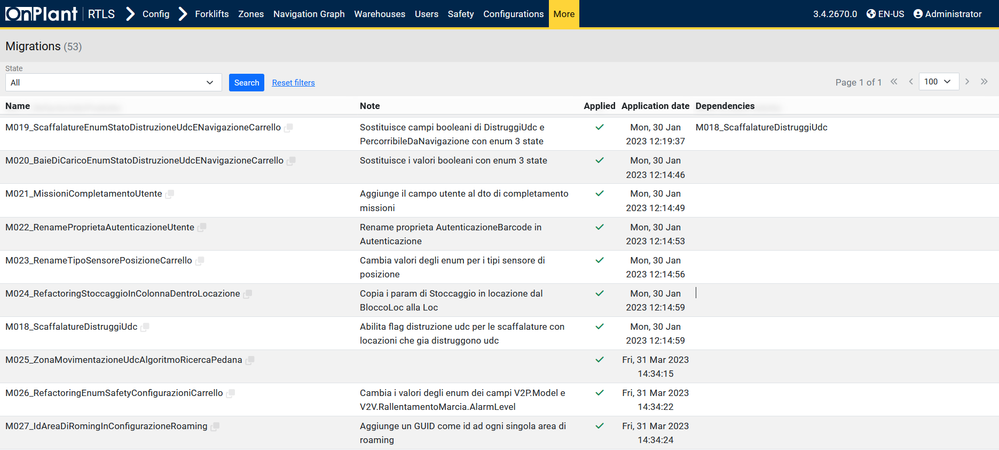 OnPlant RTLS Config Forklifts Zones Navigation Graph Warehouses Users Safety Configurations More 3.4.2670.0 EN-US Administrator
Migrations (53)
State
All Search Reset filters Page 1 of 1 100
Name Note Applied Application date Dependencies
M019_ScaffalatureEnumStatoDistruzioneUdcENavigazioneCarrello Sostituisce campi booleani di DistruggiUdc e Mon, 30 Jan M018_ScaffalatureDistruggiUdc
PercorribileDaNavigazione con enum 3 state 2023 12:19:37
M020_BaieDiCaricoEnumStatoDistruzioneUdcENavigazioneCarrello Sostituisce i valori booleani con enum 3 state Mon, 30 Jan
2023 12:14:46
M021_MissioniCompletamentoUtente Aggiunge il campo utente al dto di completamento Mon, 30 Jan
missioni 2023 12:14:49
M022_RenameProprietaAutenticazioneUtente Rename proprieta AutenticazioneBarcode in Mon, 30 Jan
Autenticazione 2023 12:14:53
M023_RenameTipoSensorePosizioneCarrello Cambia valori degli enum per i tipi sensore di Mon, 30 Jan
posizione 2023 12:14:56
M024_RefactoringStoccaggioInColonnaDentroLocazione Copia i param di Stoccaggio in locazione dal Mon, 30 Jan
BloccoLoc alla Loc 2023 12:14:59
M018_ScaffalatureDistruggiUdc Abilita flag distruzione udc per le scaffalature con Mon, 30 Jan
locazioni che gia distruggono udc 2023 12:14:59
M025_ZonaMovimentazioneUdcAlgoritmoRicercaPedana Fri, 31 Mar 2023
14:34:15
M026_RefactoringEnumSafetyConfigurazioniCarrello Cambia i valori degli enum dei campi V2P.Model e Fri, 31 Mar 2023
V2V.RallentamentoMarcia.AlarmLevel 14:34:22
M027_IdAreaDiRomingInConfigurazioneRoaming Aggiunge un GUID come id ad ogni singola area di Fri, 31 Mar 2023
roaming 14:34:24